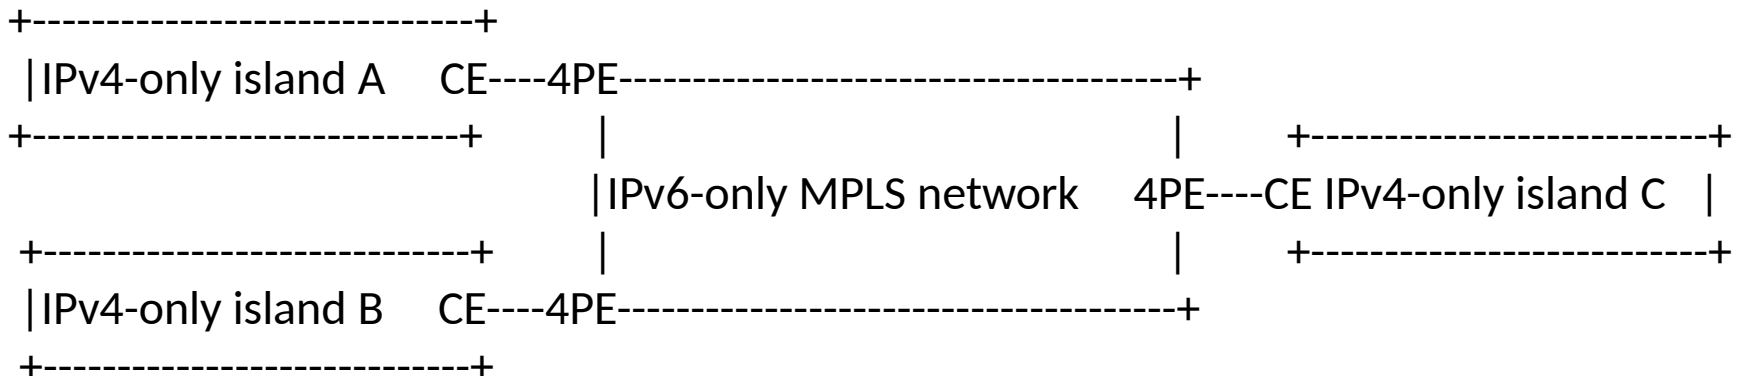 +---------------------------+
|IPv4-only island A CE----4PE----------------------------------+
+--------------------------+ | | +------------------------+
|IPv6-only MPLS network 4PE----CE IPv4-only island C |
+--------------------------+ | | +------------------------+
|IPv4-only island B CE----4PE----------------------------------+
+--------------------------+